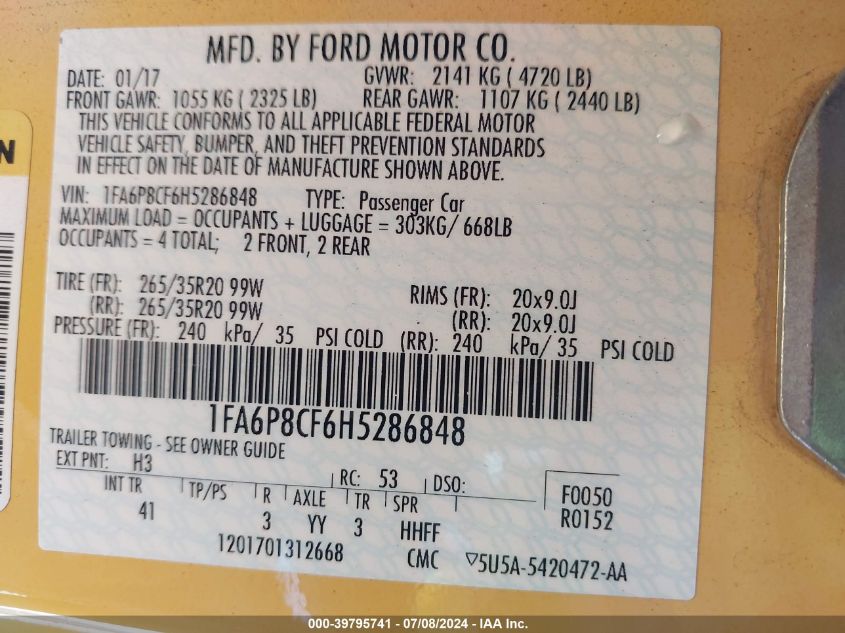 MFD. BY FORD MOTOR CO.
DATE: 01/17 GVWR: 2141 KG ( 4720 LB)
FRONT GAWR: 1055 KG ( 2325 LB) REAR GAWR: 1107 KG ( 2440 LB)
THIS VEHICLE CONFORMS TO ALL APPLICABLE FEDERAL MOTOR
VEHICLE SAFETY, BUMPER, AND THEFT PREVENTION STANDARDS
IN EFFECT ON THE DATE OF MANUFACTURE SHOWN ABOVE.
VIN: 1FA6P8CF6H5286848 TYPE: Passenger Car
MAXIMUM LOAD = OCCUPANTS + LUGGAGE = 303KG/ 668LB
OCCUPANTS = 4 TOTAL; 2 FRONT, 2 REAR
TIRE (FR): 265/35R20 99W RIMS (FR): 20x9.0J
(RR): 265/35R20 99W (RR): 20x9.0J
PRESSURE (FR): 240 kPa/ 35 PSI COLD (RR): 240 kPa/ 35 PSI COLD
1FA6P8CF6H5286848
TRAILER TOWING - SEE OWNER GUIDE
EXT PNT: H3 RC: 53 DSO: F0050
INT TR TP/PS R AXLE TR SPR R0152
41 3 YY 3 HHFF
1201701312668 CMC ▽5U5A-5420472-AA
N
000-39795741 - 07/08/2024 - IAA Inc.